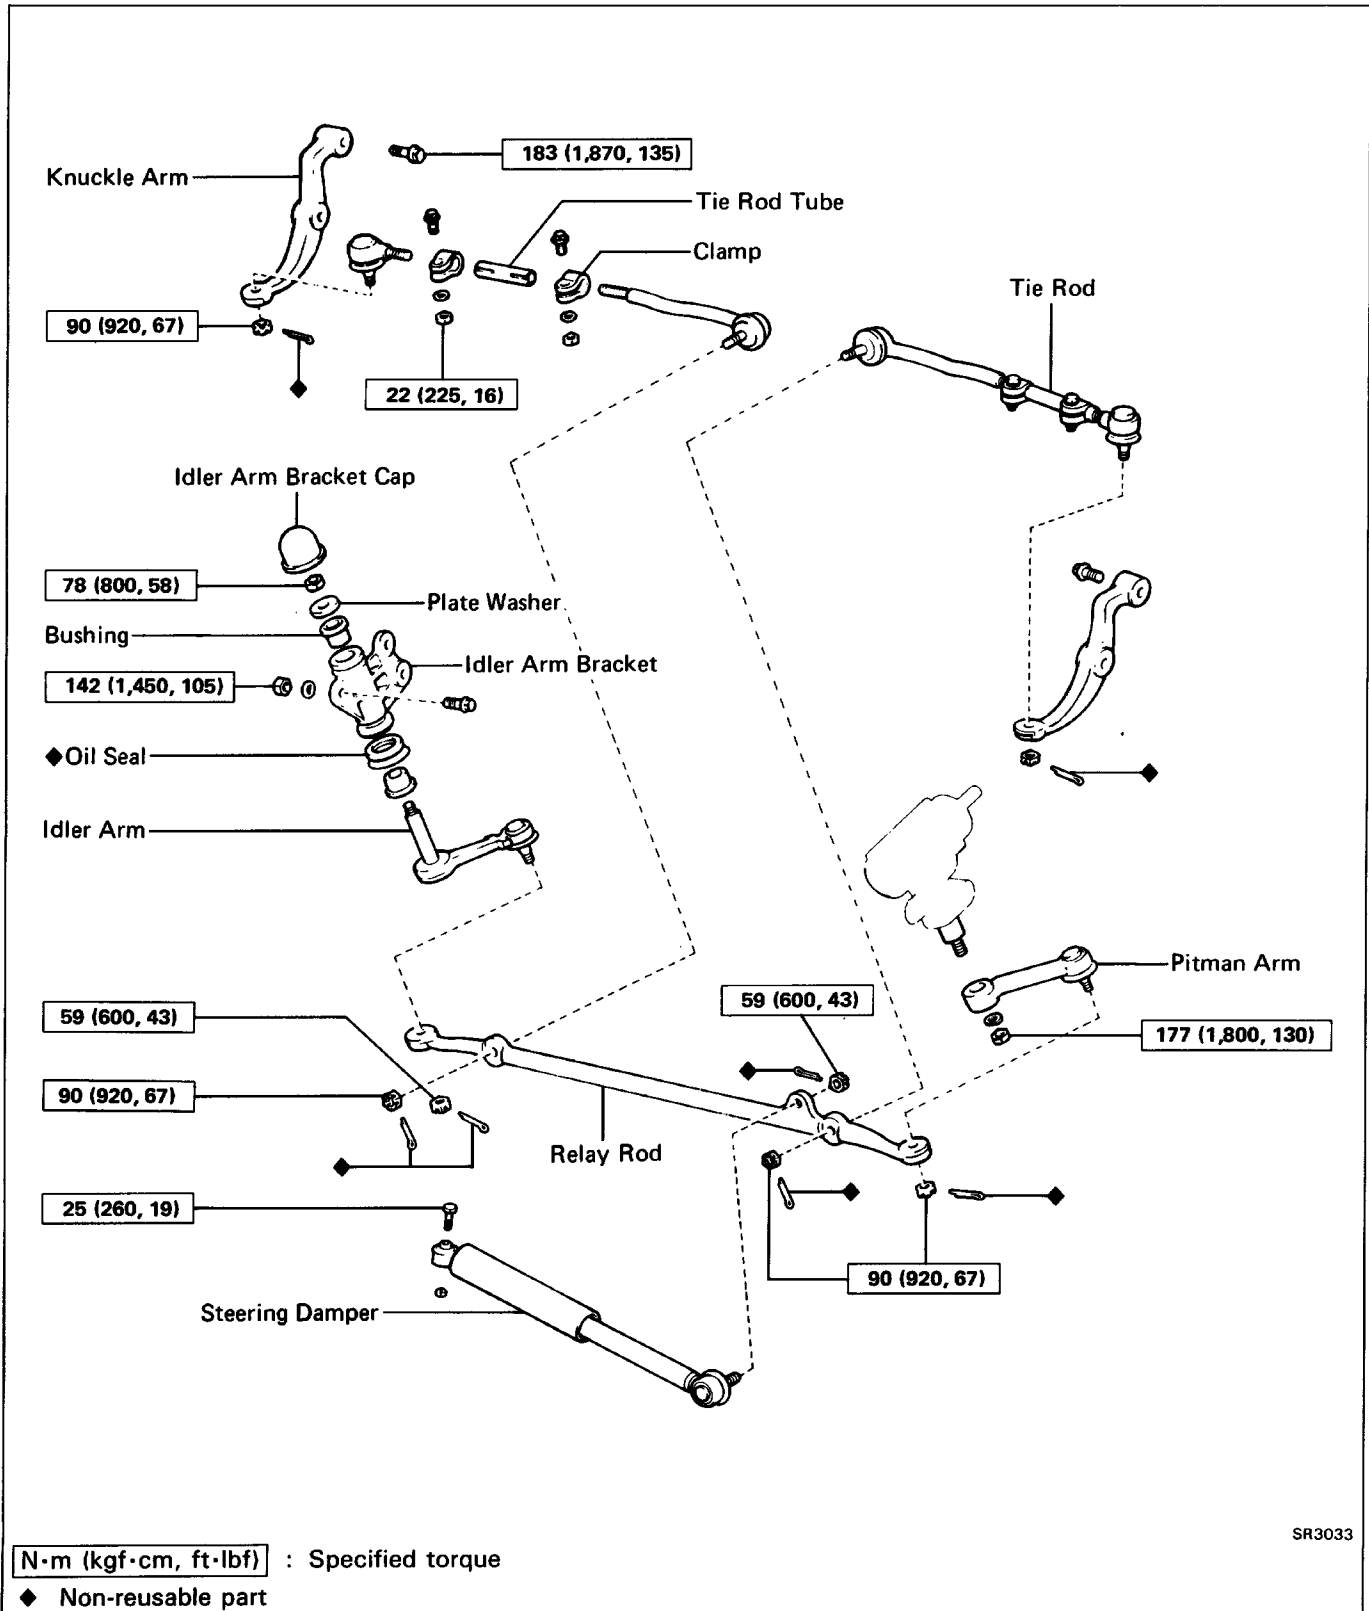 183 (1,870, 135)
Knuckle Arm
Tie Rod Tube
Clamp
Tie Rod
90 (920, 67)
22 (225, 16)
Idler Arm Bracket Cap
78 (800, 58)
Plate Washer
Bushing
Idler Arm Bracket
142 (1,450, 105)
◆Oil Seal
Idler Arm
Pitman Arm
59 (600, 43)
59 (600, 43)
177 (1,800, 130)
90 (920, 67)
Relay Rod
25 (260, 19)
90 (920, 67)
Steering Damper
SR3033
N·m (kgf·cm, ft·lbf) : Specified torque
◆ Non-reusable part